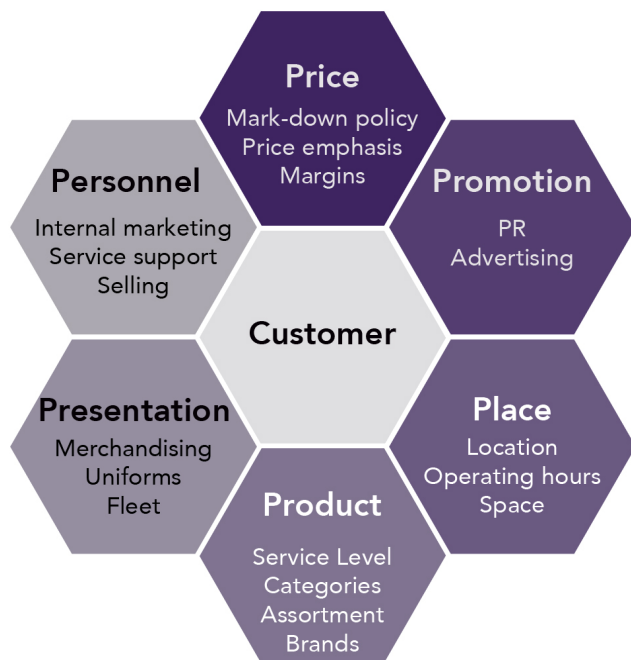 Price
Mark-down policy
Price emphasis
Margins
Promotion
PR
Advertising
Place
Location
Operating hours
Space
Product
Service Level
Categories
Assortment
Brands
Presentation
Merchandising
Uniforms
Fleet
Personnel
Internal marketing
Service support
Selling
Customer